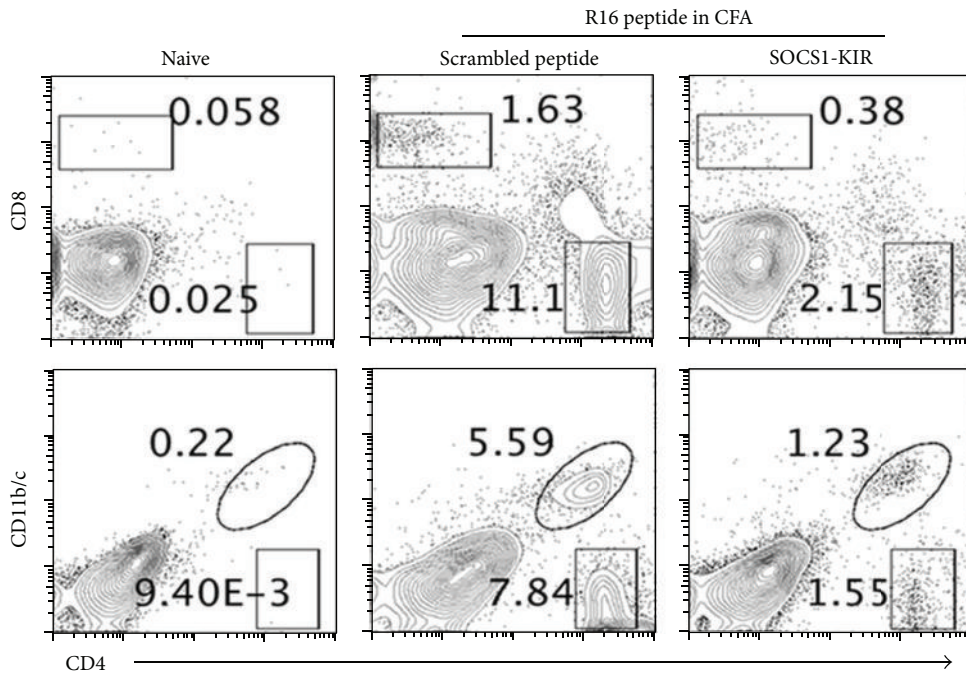 R16 peptide in CFA
Naive
Scrambled peptide
SOCS1-KIR
CD8
0.058
0.025
1.63
11.1
0.38
2.15
CD11b/c
0.22
9.40E-3
5.59
7.84
1.23
1.55
CD4